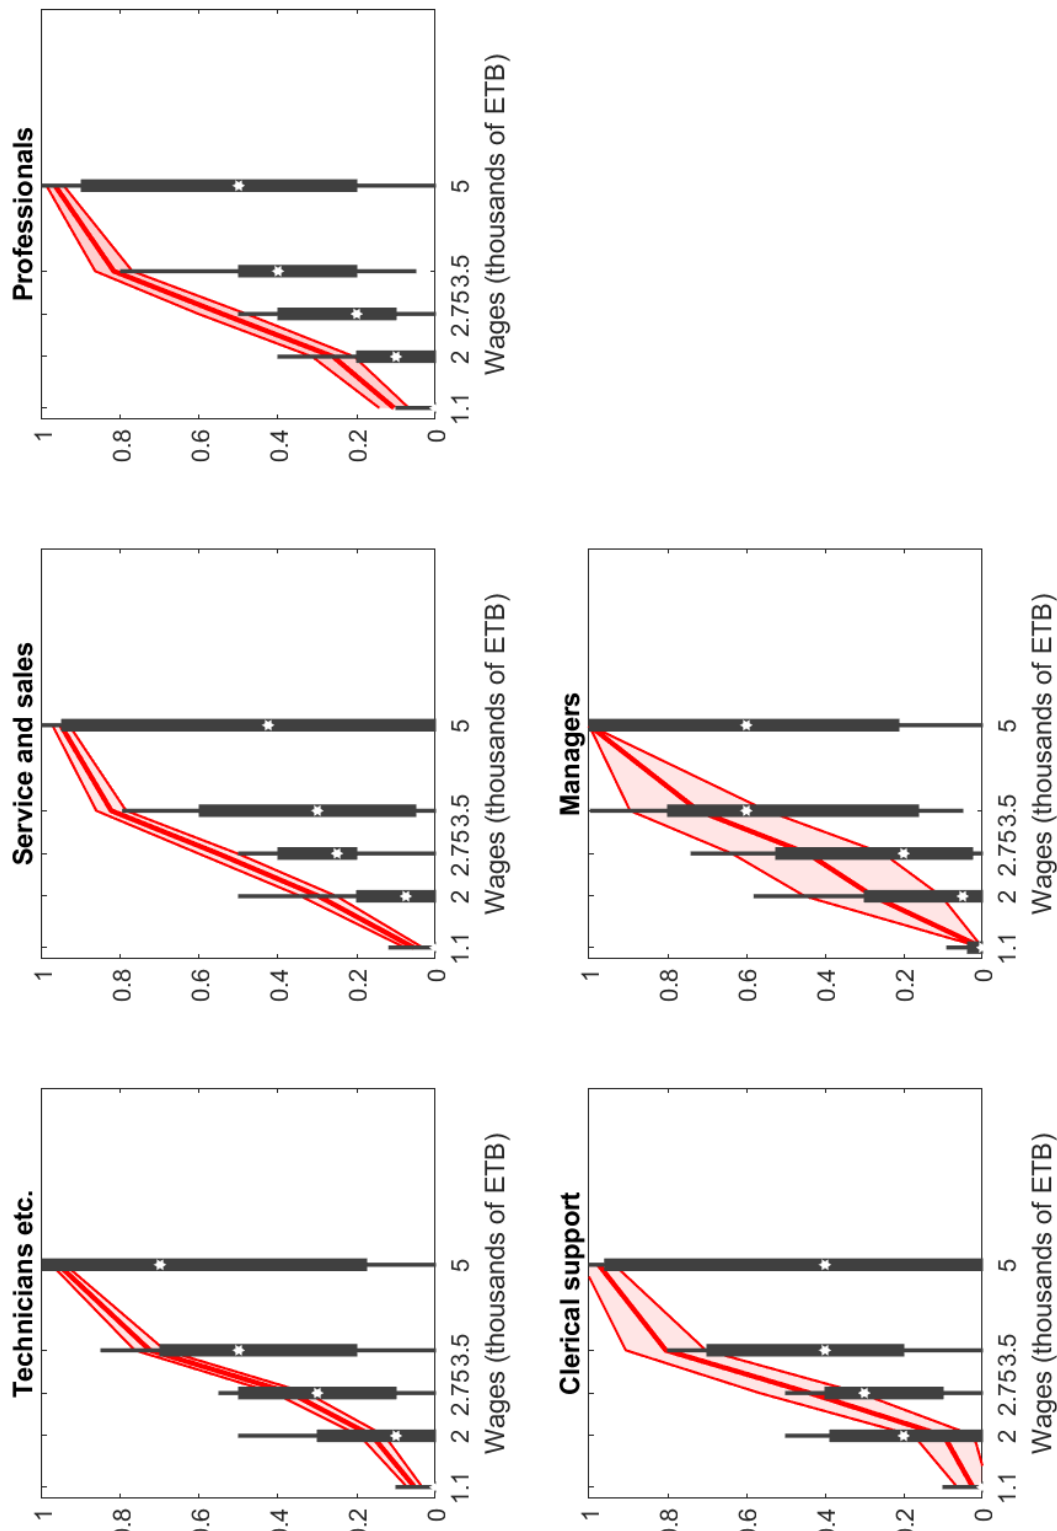 Technicians etc.
1
0.8
0.6
0.4
0.2
0
1.1 2 2.75 3.5 5
Wages (thousands of ETB)
Service and sales
1
0.8
0.6
0.4
0.2
0
1.1 2 2.75 3.5 5
Wages (thousands of ETB)
Professionals
1
0.8
0.6
0.4
0.2
0
1.1 2 2.75 3.5 5
Wages (thousands of ETB)
Clerical support
1
0.8
0.6
0.4
0.2
0
1.1 2 2.75 3.5 5
Wages (thousands of ETB)
Managers
1
0.8
0.6
0.4
0.2
0
1.1 2 2.75 3.5 5
Wages (thousands of ETB)